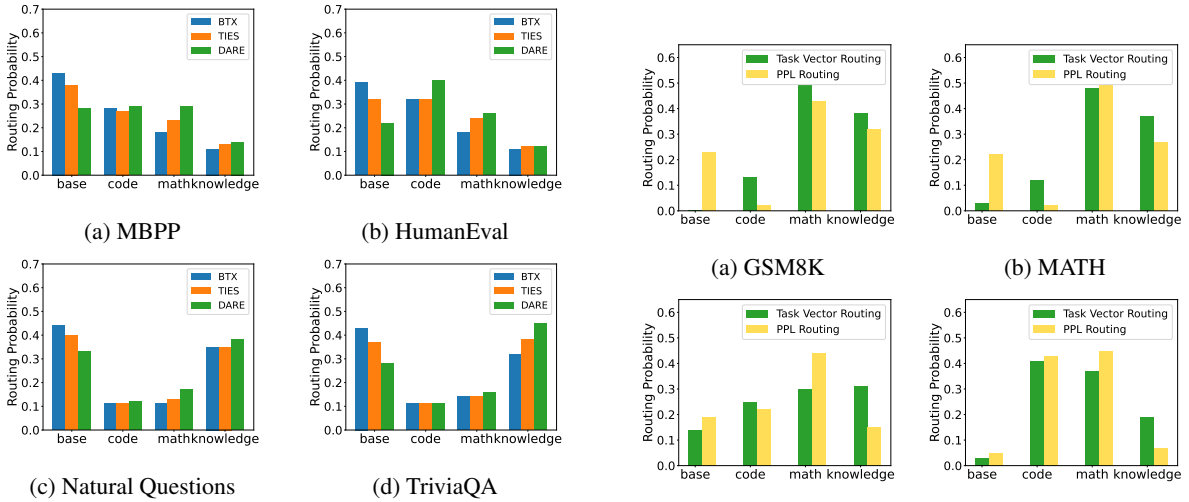 0.7
0.6
0.5
0.4
0.3
0.2
0.1
0.0
Routing Probability
BTX
TIES
DARE
base code math knowledge
(a) MBPP
0.7
0.6
0.5
0.4
0.3
0.2
0.1
0.0
Routing Probability
BTX
TIES
DARE
base code math knowledge
(b) HumanEval
0.7
0.6
0.5
0.4
0.3
0.2
0.1
0.0
Routing Probability
BTX
TIES
DARE
base code math knowledge
(c) Natural Questions
0.7
0.6
0.5
0.4
0.3
0.2
0.1
0.0
Routing Probability
BTX
TIES
DARE
base code math knowledge
(d) TriviaQA
0.6
0.5
0.4
0.3
0.2
0.1
0.0
Routing Probability
Task Vector Routing
PPL Routing
base code math knowledge
(a) GSM8K
0.6
0.5
0.4
0.3
0.2
0.1
0.0
Routing Probability
Task Vector Routing
PPL Routing
base code math knowledge
(b) MATH
0.6
0.5
0.4
0.3
0.2
0.1
0.0
Routing Probability
Task Vector Routing
PPL Routing
base code math knowledge
0.6
0.5
0.4
0.3
0.2
0.1
0.0
Routing Probability
Task Vector Routing
PPL Routing
base code math knowledge